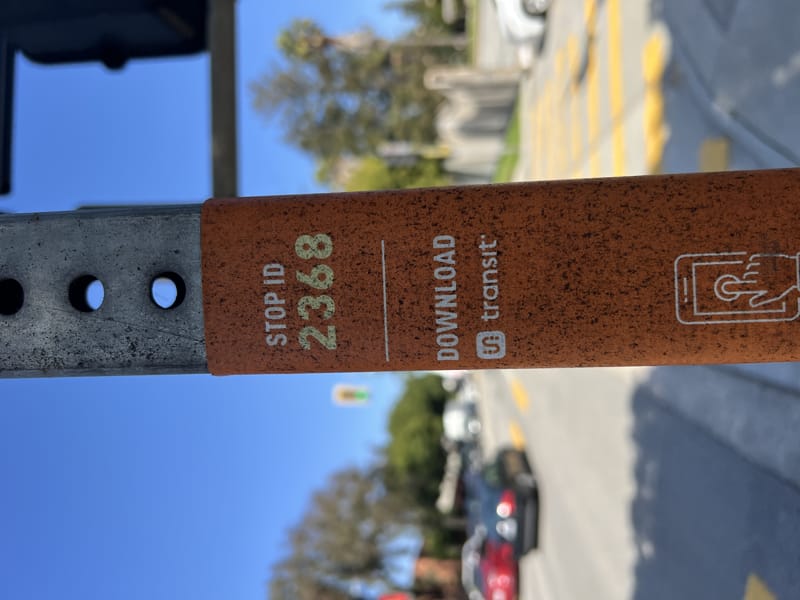 STOP ID
2368
DOWNLOAD
transit